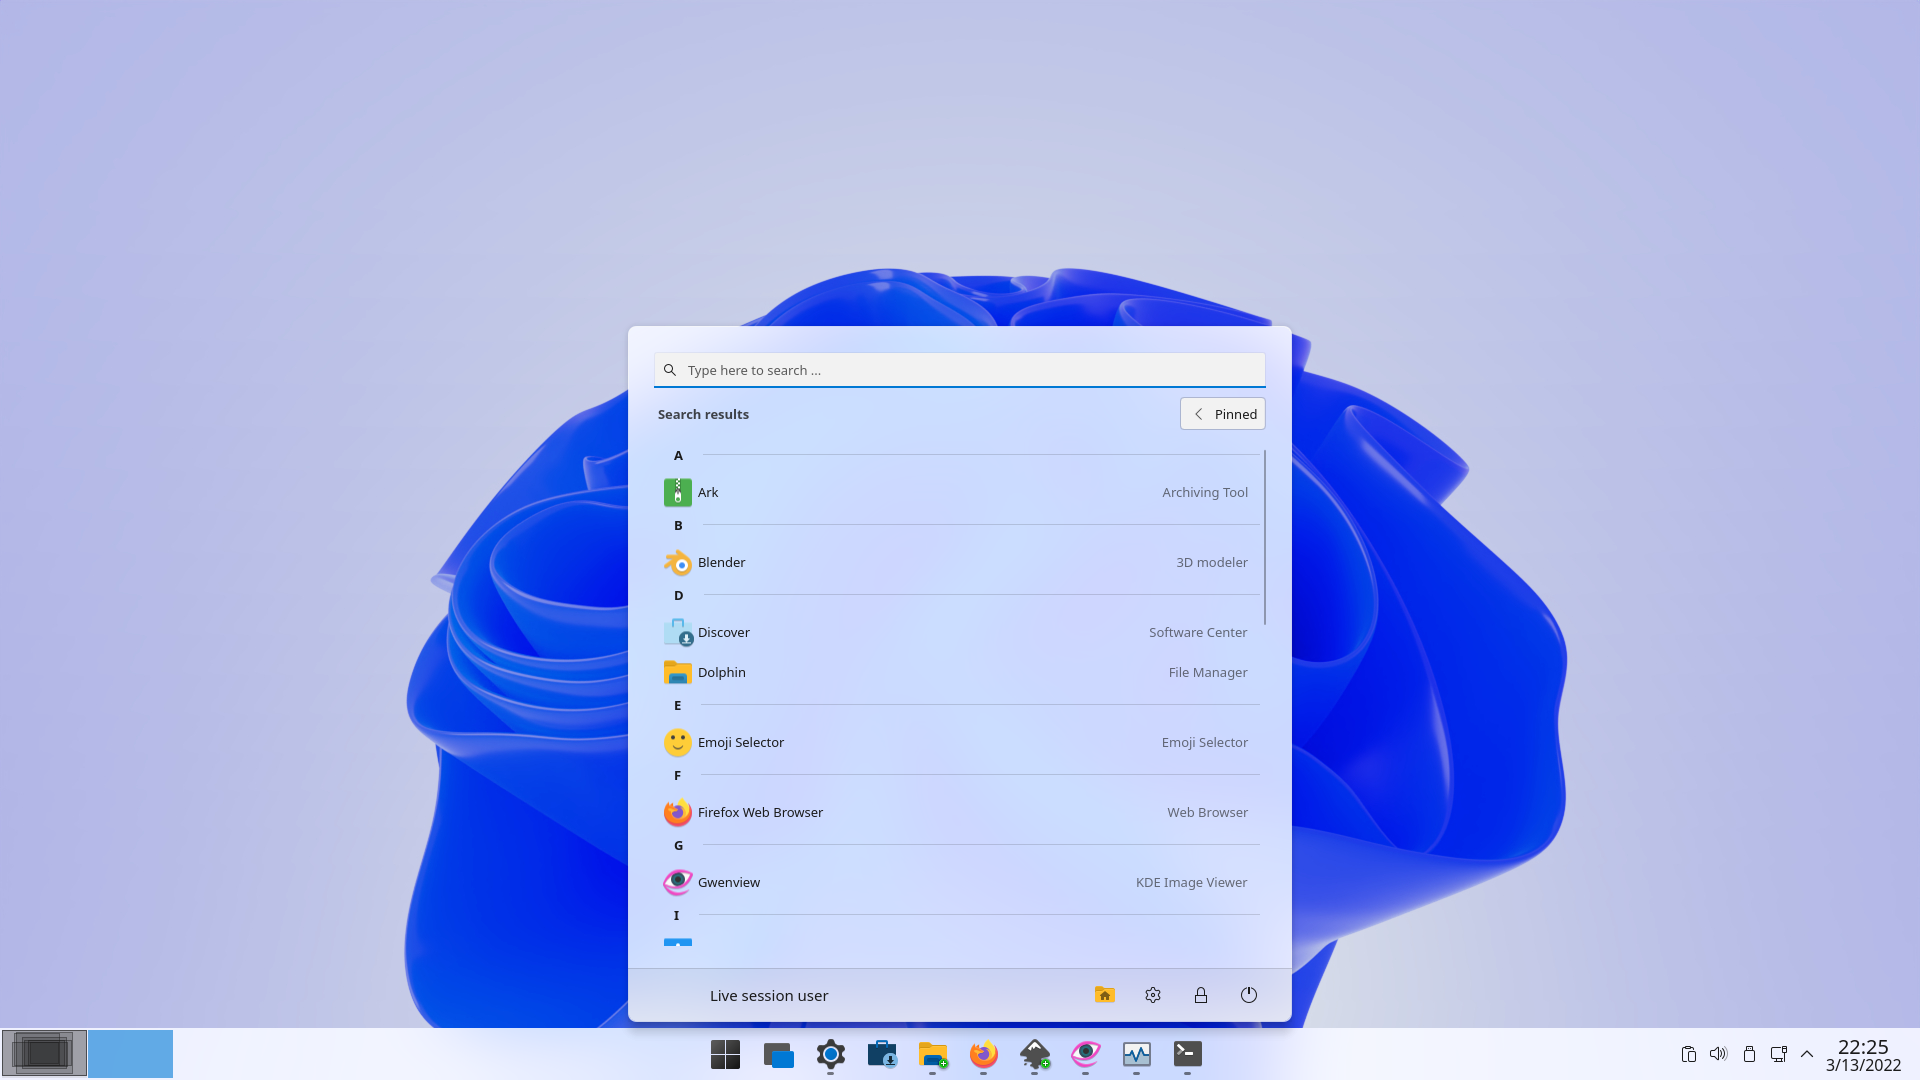 Type here to search ...
Search results
Pinned
A
Ark Archiving Tool
B
Blender 3D modeler
D
Discover Software Center
Dolphin File Manager
E
Emoji Selector Emoji Selector
F
Firefox Web Browser Web Browser
G
Gwenview KDE Image Viewer
I
Live session user
22:25
3/13/2022